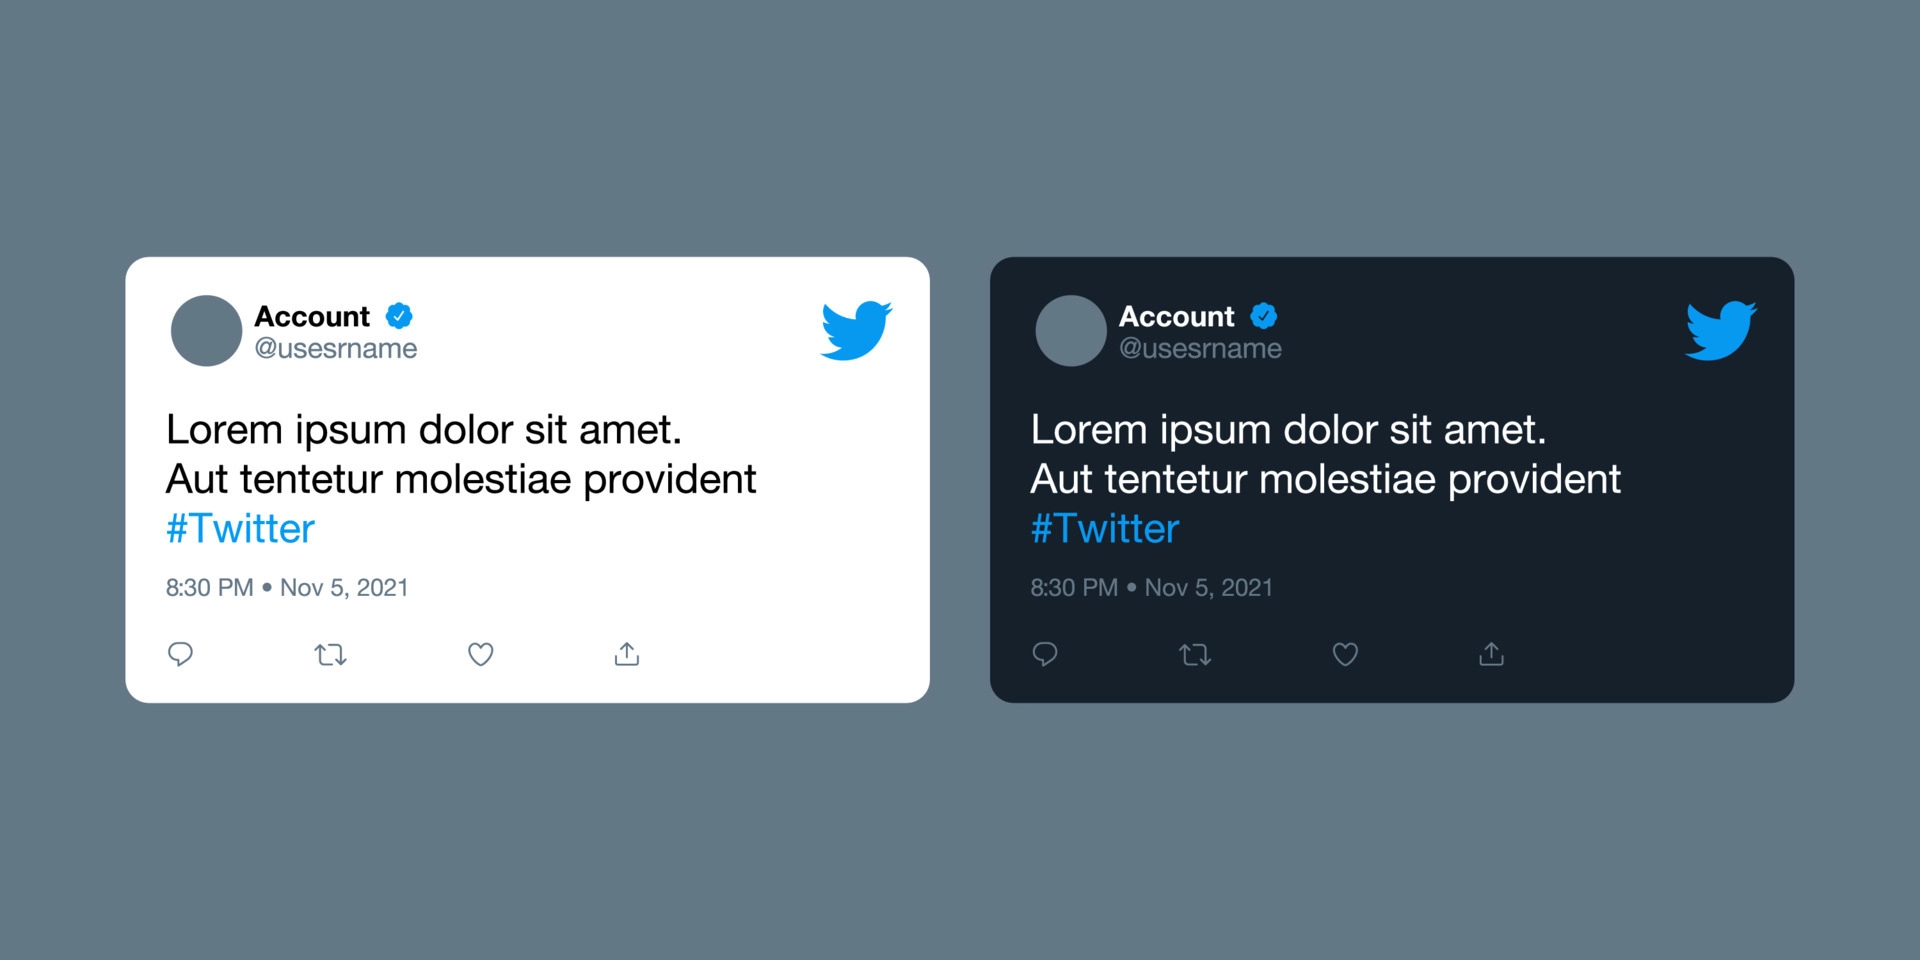 Account
@usesrname
Lorem ipsum dolor sit amet.
Aut tentetur molestiae provident
#Twitter
8:30 PM • Nov 5, 2021
Account
@usesrname
Lorem ipsum dolor sit amet.
Aut tentetur molestiae provident
#Twitter
8:30 PM • Nov 5, 2021